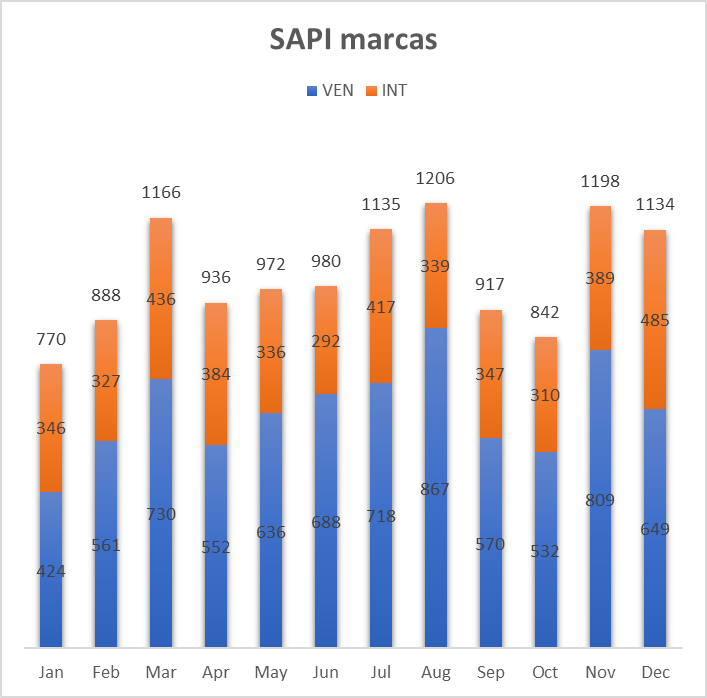 SAPI marcas
VEN INT
770 888 1166 936 972 980 1135 1206 917 842 1198 1134
346 327 436 384 336 292 417 339 347 310 389 485
424 561 730 552 636 688 718 867 570 532 809 649
Jan Feb Mar Apr May Jun Jul Aug Sep Oct Nov Dec